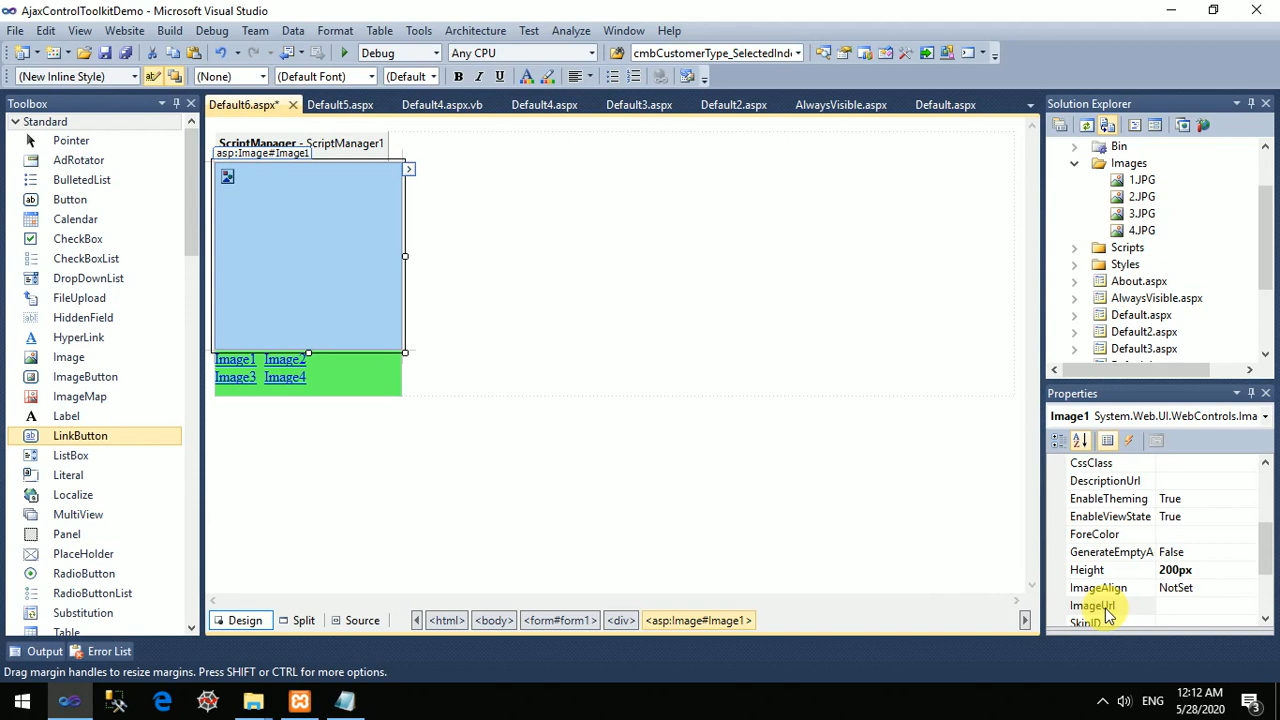 AjaxControlToolkitDemo - Microsoft Visual Studio
File Edit View Website Build Debug Team Data Format Table Tools Architecture Test Analyze Window Help
Debug Any CPU cmbCustomerType_SelectedInde
(New Inline Style) (None) (Default Font) (Default B I U A
Toolbox
Default6.aspx* Default5.aspx Default4.aspx.vb Default4.aspx Default3.aspx Default2.aspx AlwaysVisible.aspx Default.aspx
Solution Explorer
Standard
Pointer
AdRotator
BulletedList
Button
Calendar
CheckBox
CheckBoxList
DropDownList
FileUpload
HiddenField
HyperLink
Image
ImageButton
ImageMap
Label
LinkButton
ListBox
Literal
Localize
MultiView
Panel
PlaceHolder
RadioButton
RadioButtonList
Substitution
Table
ScriptManager - ScriptManager1
asp:Image#Image1
Image1 Image2
Image3 Image4
Bin
Images
1.JPG
2.JPG
3.JPG
4.JPG
Scripts
Styles
About.aspx
AlwaysVisible.aspx
Default.aspx
Default2.aspx
Default3.aspx
Properties
Image1 System.Web.UI.WebControls.Ima
CssClass
DescriptionUrl
EnableTheming True
EnableViewState True
ForeColor
GenerateEmptyA False
Height 200px
ImageAlign NotSet
ImageUrl
SkinID
Design Split Source <html> <body> <form#form1> <div> <asp:Image#Image1>
Output Error List
Drag margin handles to resize margins. Press SHIFT or CTRL for more options.
ENG
12:12 AM
5/28/2020
3